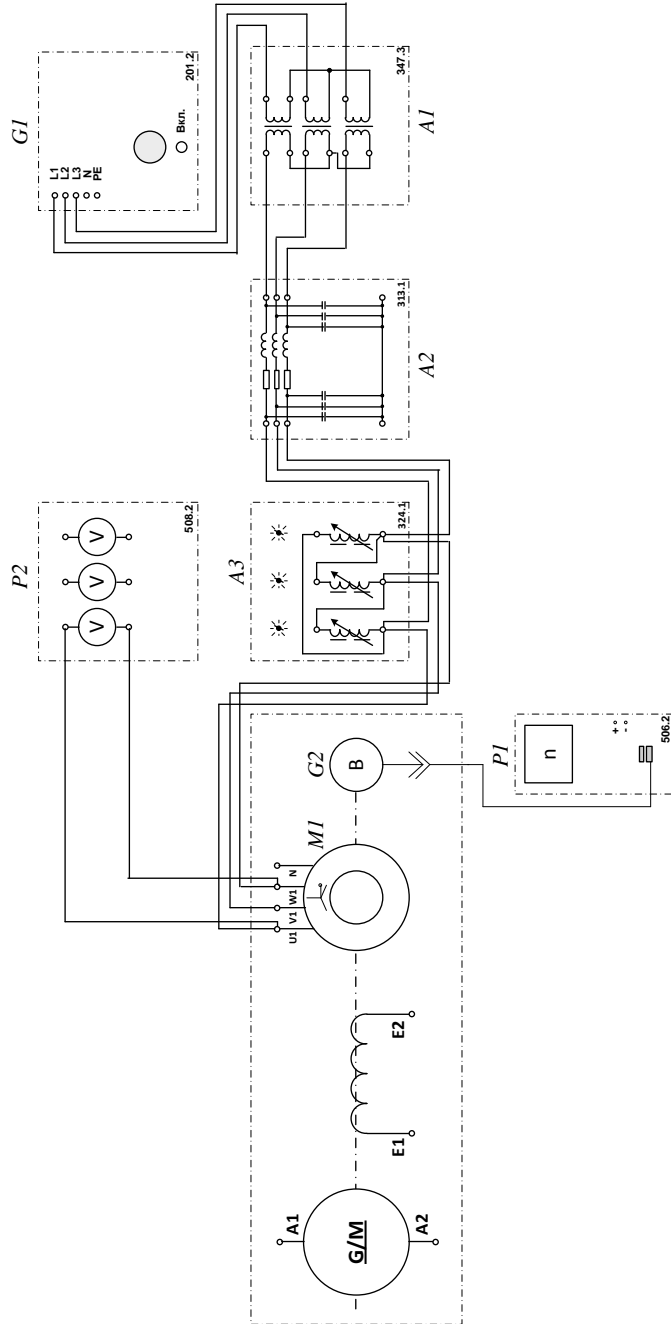 G1
L1
L2
L3
N
PE
Вкл.
201.2
A1
347.3
A2
313.1
P2
V
V
V
508.2
A3
324.1
G2
B
P1
n
+
-
506.2
M1
U1
V1
W1
N
E1
E2
A1
G/M
A2